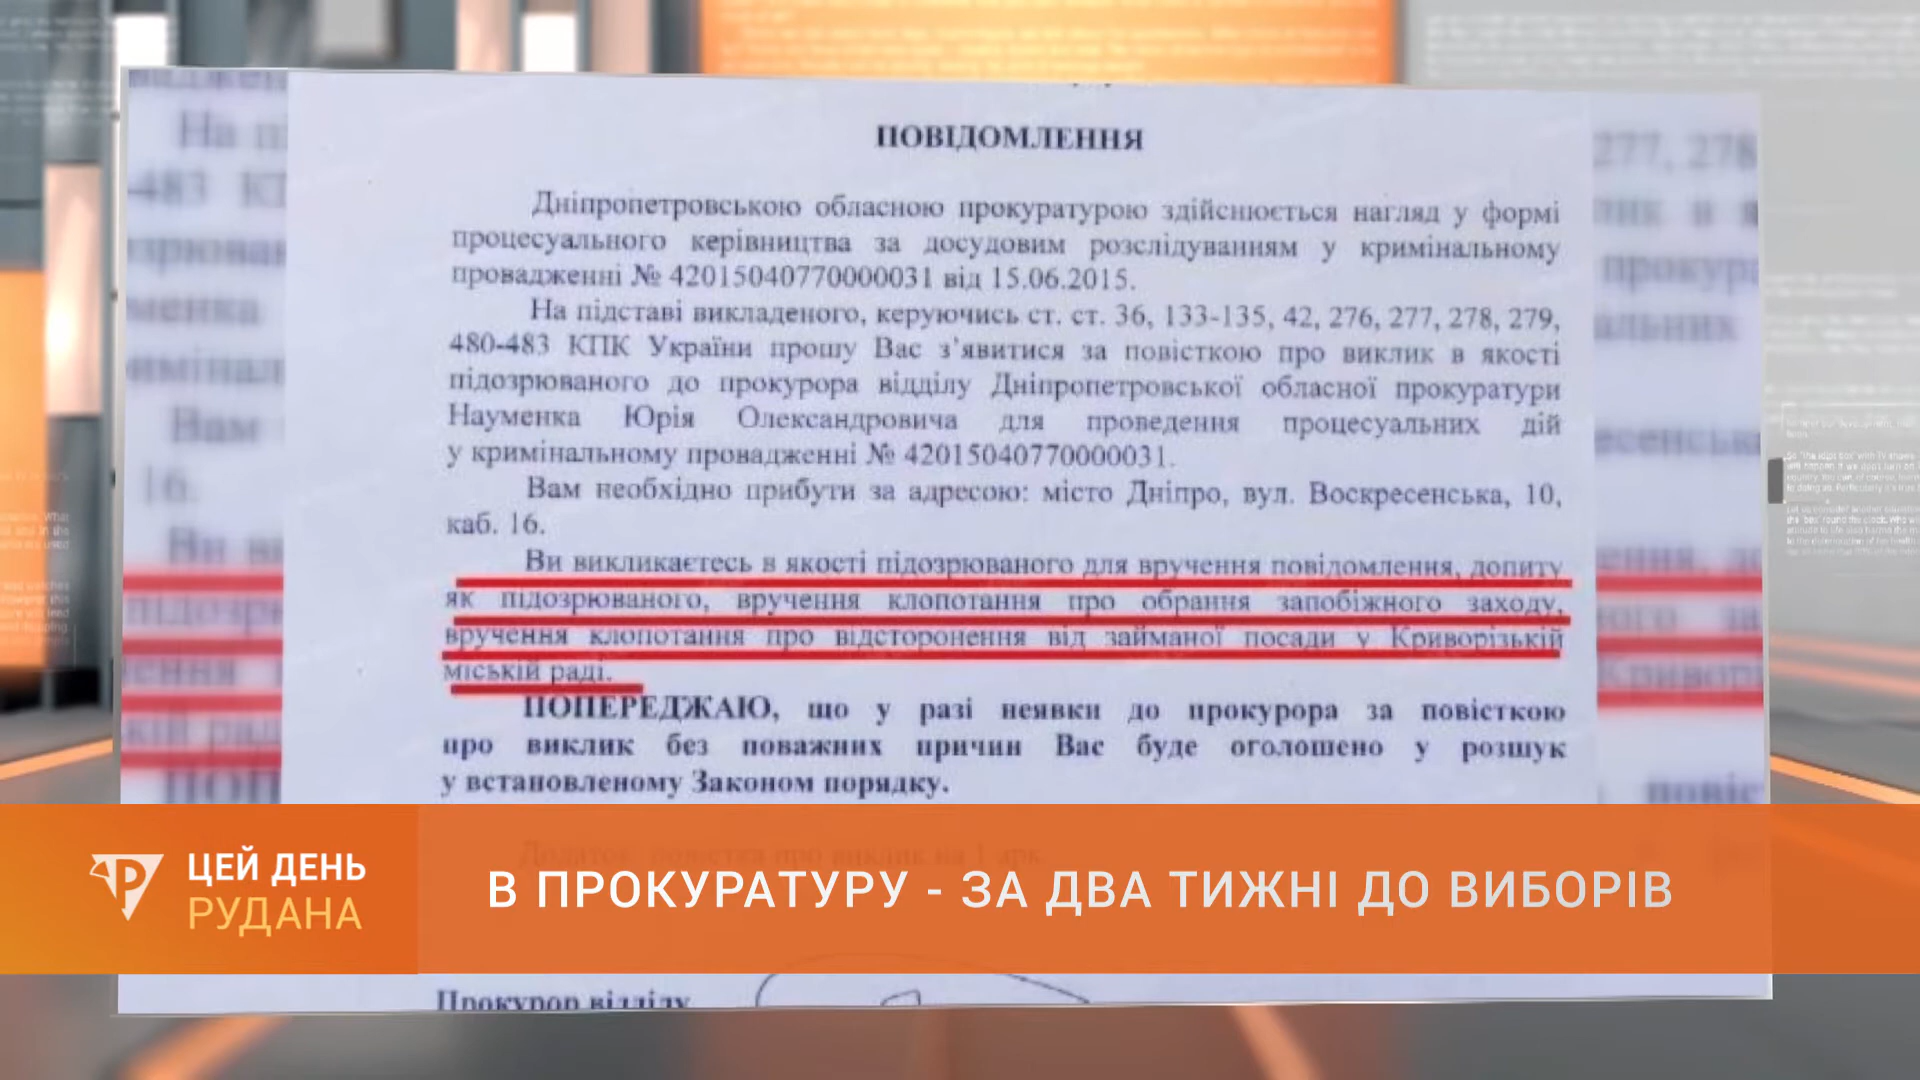 ПОВІДОМЛЕННЯ
Дніпропетровською обласною прокуратурою здійснюється нагляд у формі
процесуального керівництва за досудовим розслідуванням у кримінальному
провадженні № 42015040770000031 від 15.06.2015.
На підставі викладеного, керуючись ст. ст. 36, 133-135, 42, 276, 277, 278, 279,
480-483 КПК України прошу Вас з’явитися за повісткою про виклик в якості
підозрюваного до прокурора відділу Дніпропетровської обласної прокуратури
Науменка Юрія Олександровича для проведення процесуальних дій
у кримінальному провадженні № 42015040770000031.
Вам необхідно прибути за адресою: місто Дніпро, вул. Воскресенська, 10,
каб. 16.
Ви викликаєтесь в якості підозрюваного для вручення повідомлення, допиту
як підозрюваного, вручення клопотання про обрання запобіжного заходу,
вручення клопотання про відсторонення від займаної посади у Криворізькій
міській раді.
ПОПЕРЕДЖАЮ, що у разі неявки до прокурора за повісткою
про виклик без поважних причин Вас буде оголошено у розшук
у встановленому Законом порядку.
Додаток: повістка про виклик на 1 арк.
ЦЕЙ ДЕНЬ
РУДАНА
В ПРОКУРАТУРУ - ЗА ДВА ТИЖНІ ДО ВИБОРІВ
Прокурор відділу